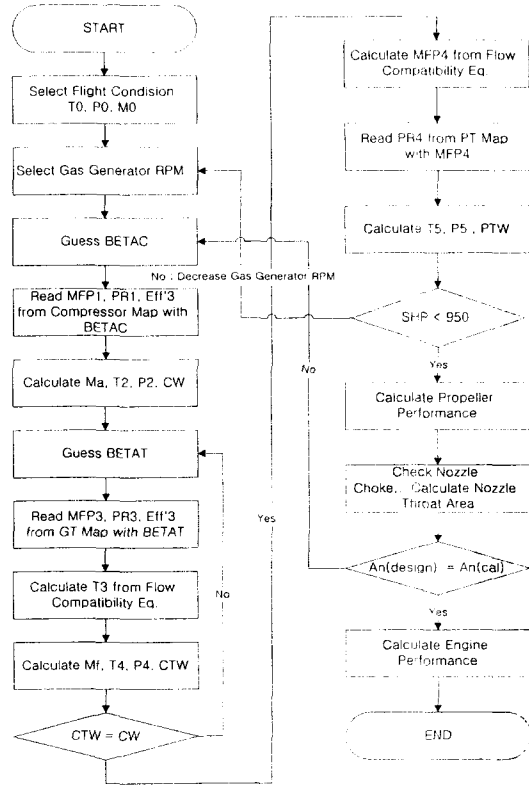 START
Select Flight Condision
T0, P0, M0
Select Gas Generator RPM
Guess BETAC
Read MFP1, PR1, Eff'3
from Compressor Map with
BETAC
Calculate Ma, T2, P2, CW
Guess BETAT
Read MFP3, PR3, Eff'3
from GT Map with BETAT
Calculate T3 from Flow
Compatibility Eq.
Calculate Mf, T4, P4, CTW
CTW = CW
No
Yes
Calculate MFP4 from Flow
Compatibility Eq.
Read PR4 from PT Map
with MFP4
Calculate T5, P5, PTW
No : Decrease Gas Generator RPM
SHP < 950
Yes
Calculate Propeller
Performance
Check Nozzle
Choke, Calculate Nozzle
Throat Area
An(design) = An(cal)
No
Yes
Calculate Engine
Performance
END